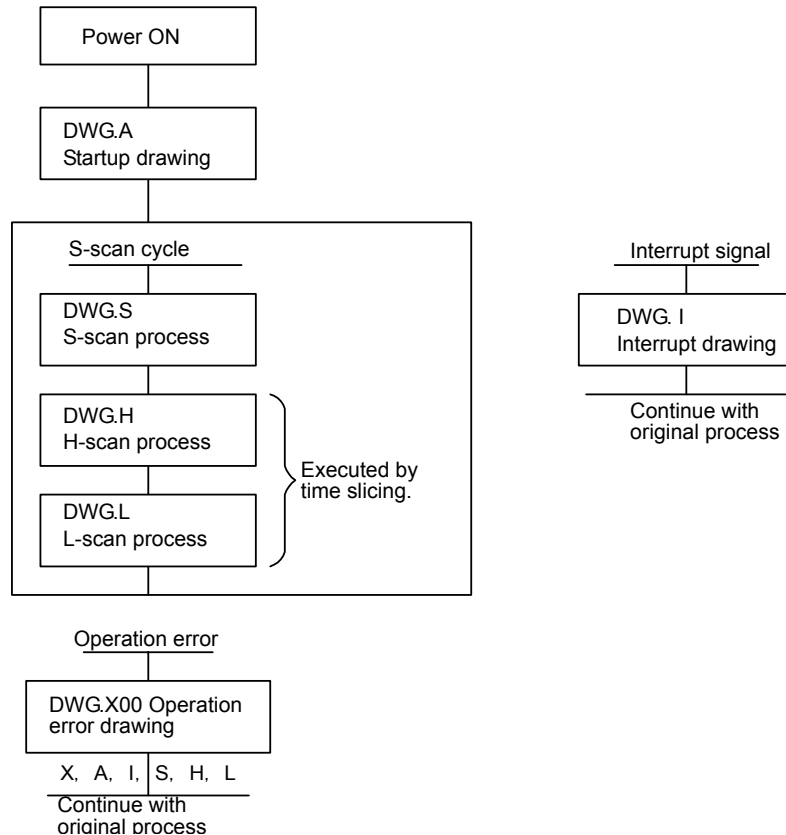 Power ON
DWG.A
Startup drawing
S-scan cycle
DWG.S
S-scan process
DWG.H
H-scan process
DWG.L
L-scan process
Executed by
time slicing.
Interrupt signal
DWG. I
Interrupt drawing
Continue with
original process
Operation error
DWG.X00 Operation
error drawing
X, A, I, S, H, L
Continue with
original process